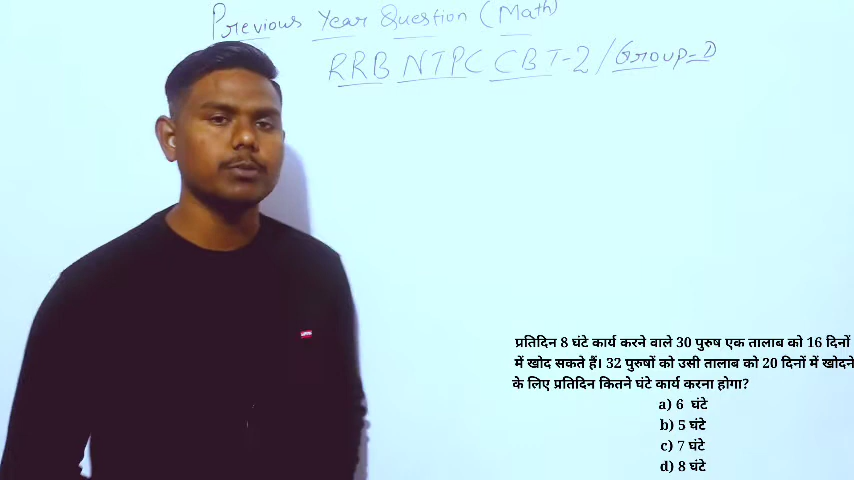 Previous Year Question (Math)
RRB NTPC CBT-2/Group-D
प्रतिदिन 8 घंटे कार्य करने वाले 30 पुरुष एक तालाब को 16 दिनों
में खोद सकते हैं। 32 पुरुषों को उसी तालाब को 20 दिनों में खोदने
के लिए प्रतिदिन कितने घंटे कार्य करना होगा?
a) 6 घंटे
b) 5 घंटे
c) 7 घंटे
d) 8 घंटे